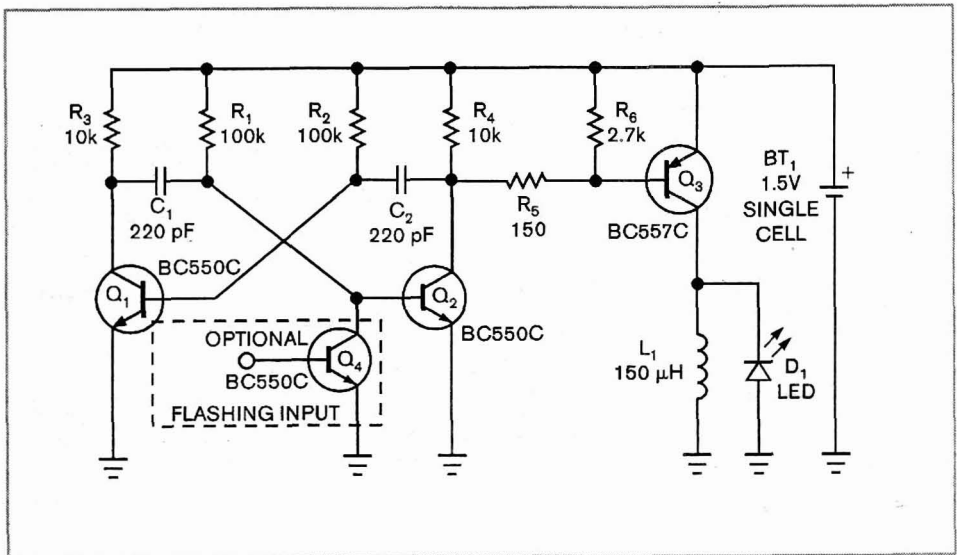 R3
10k
R1
100k
R2
100k
R4
10k
R6
2.7k
BT1
1.5V
SINGLE
CELL
+
C1
220 pF
C2
220 pF
R5
150
Q3
BC557C
BC550C
Q1
Q2
BC550C
OPTIONAL
Q4
BC550C
FLASHING INPUT
L1
150 μH
D1
LED